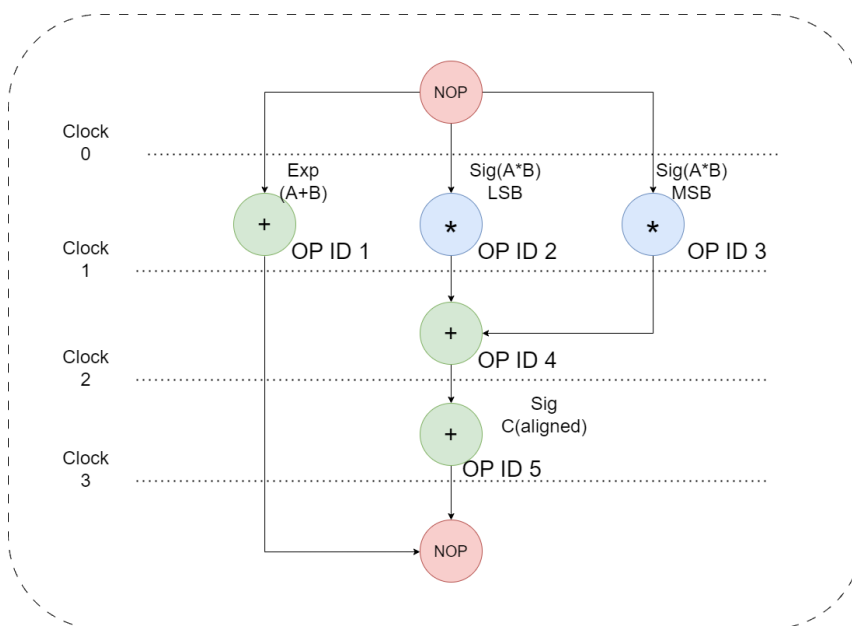 NOP
Clock
0
Exp
(A+B)
Sig(A*B)
LSB
Sig(A*B)
MSB
+
*
*
OP ID 1
OP ID 2
OP ID 3
Clock
1
+
OP ID 4
Clock
2
+
Sig
C(aligned)
OP ID 5
Clock
3
NOP